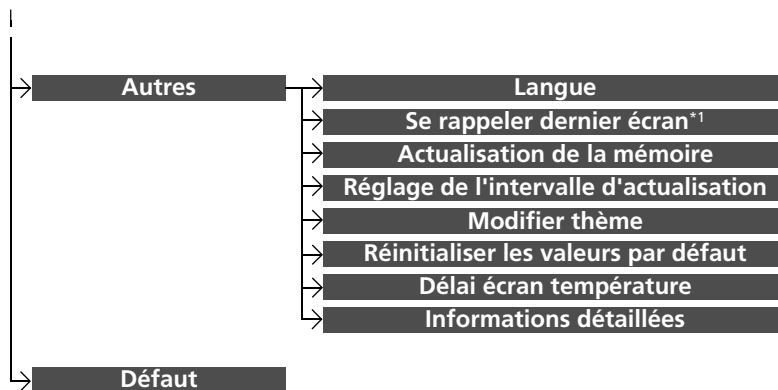 Autres
Langue
Se rappeler dernier écran*1
Actualisation de la mémoire
Réglage de l'intervalle d'actualisation
Modifier thème
Réinitialiser les valeurs par défaut
Délai écran température
Informations détaillées
Défaut